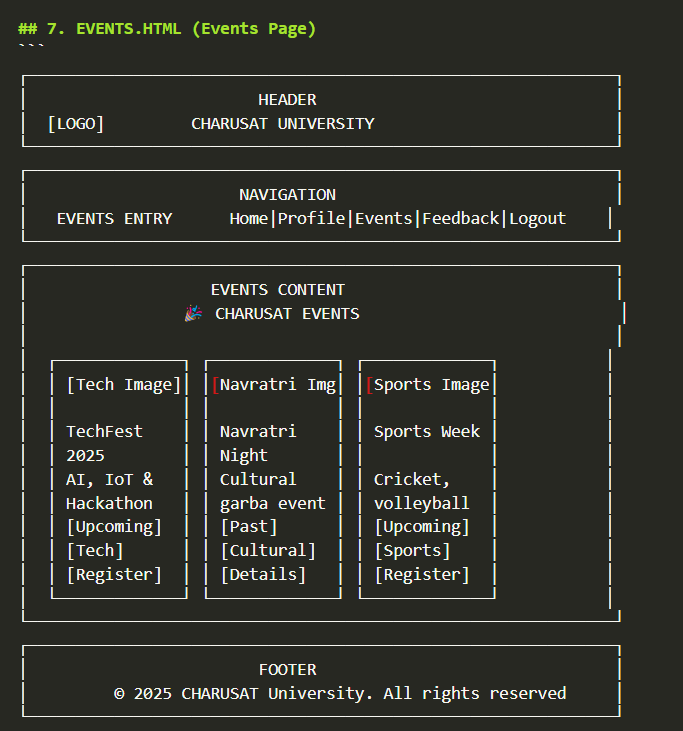 ## 7. EVENTS.HTML (Events Page)
```
HEADER
[LOGO] CHARUSAT UNIVERSITY
NAVIGATION
EVENTS ENTRY Home|Profile|Events|Feedback|Logout
EVENTS CONTENT
🎉 CHARUSAT EVENTS
[Tech Image] [Navratri Img [Sports Image
TechFest Navratri Sports Week
2025 Night
AI, IoT & Cultural Cricket,
Hackathon garba event volleyball
[Upcoming] [Past] [Upcoming]
[Tech] [Cultural] [Sports]
[Register] [Details] [Register]
FOOTER
© 2025 CHARUSAT University. All rights reserved